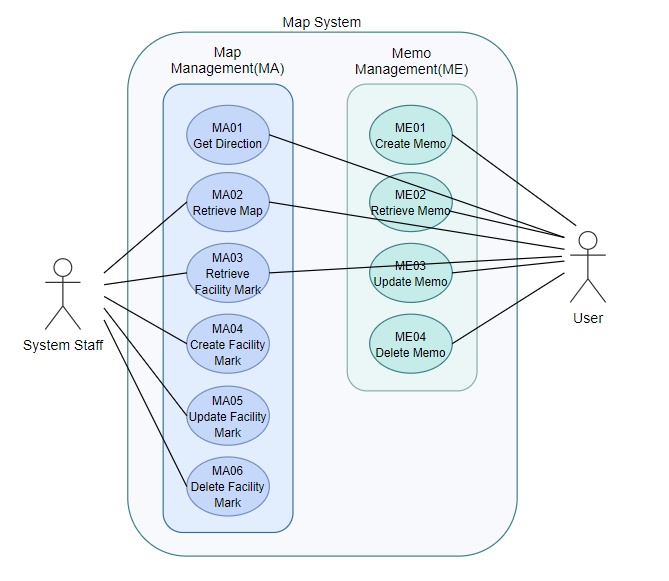 Map System
Map
Management(MA)
Memo
Management(ME)
MA01
Get Direction
MA02
Retrieve Map
MA03
Retrieve
Facility Mark
MA04
Create Facility
Mark
MA05
Update Facility
Mark
MA06
Delete Facility
Mark
ME01
Create Memo
ME02
Retrieve Memo
ME03
Update Memo
ME04
Delete Memo
System Staff
User